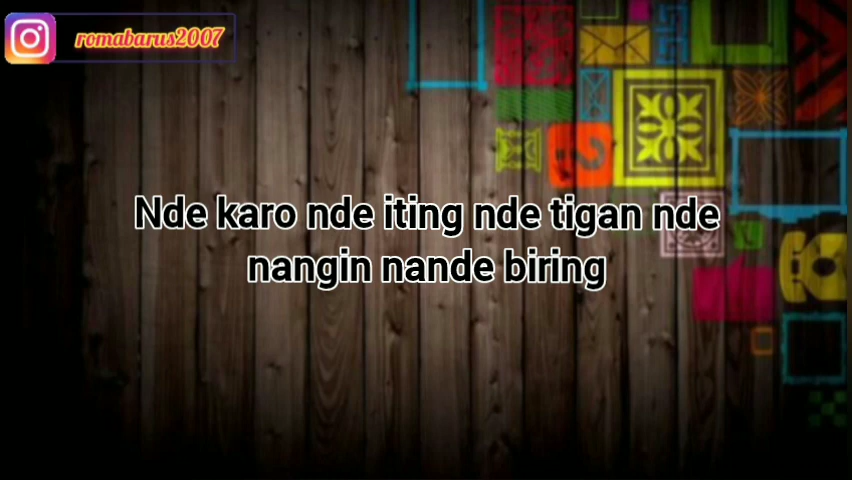 romabarus2007
Nde karo nde iting nde tigan nde
nangin nande biring